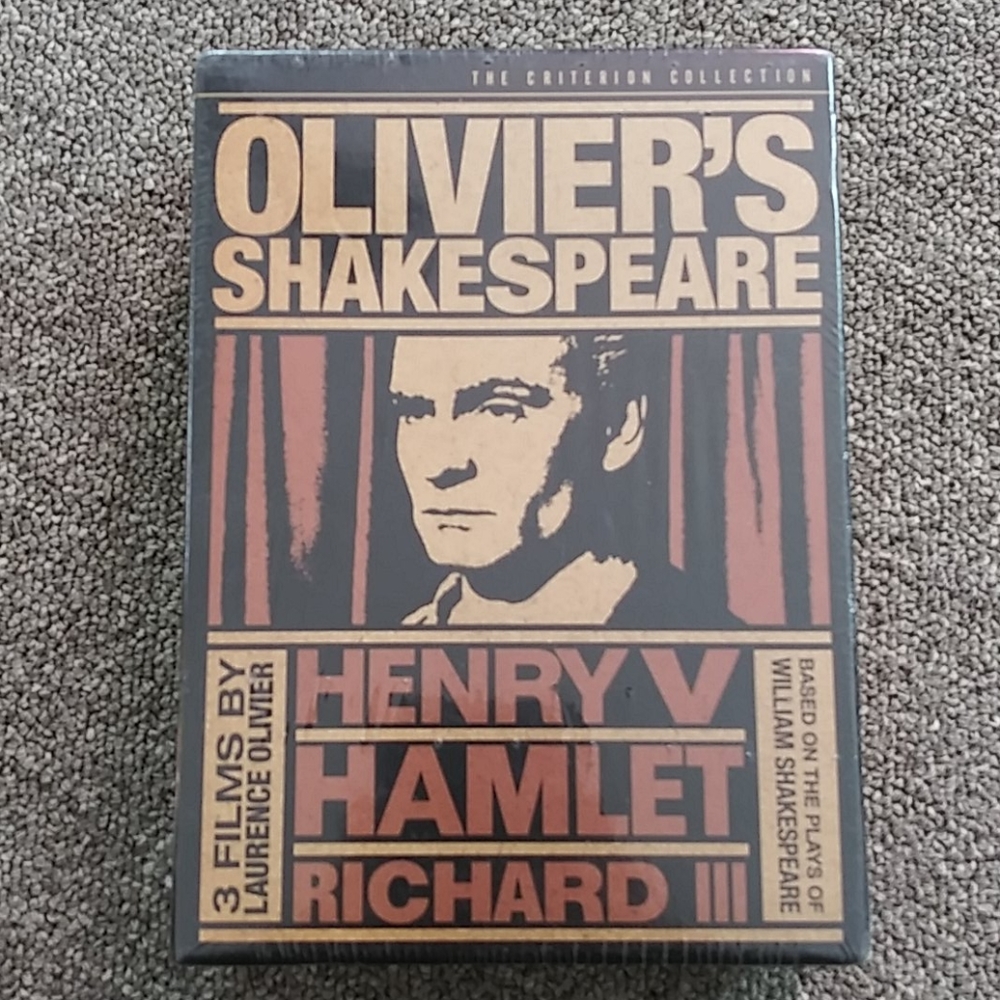 THE CRITERION COLLECTION
OLIVIER'S
SHAKESPEARE
3 FILMS BY
LAURENCE OLIVIER
HENRY V
HAMLET
RICHARD III
BASED ON THE PLAYS OF
WILLIAM SHAKESPEARE